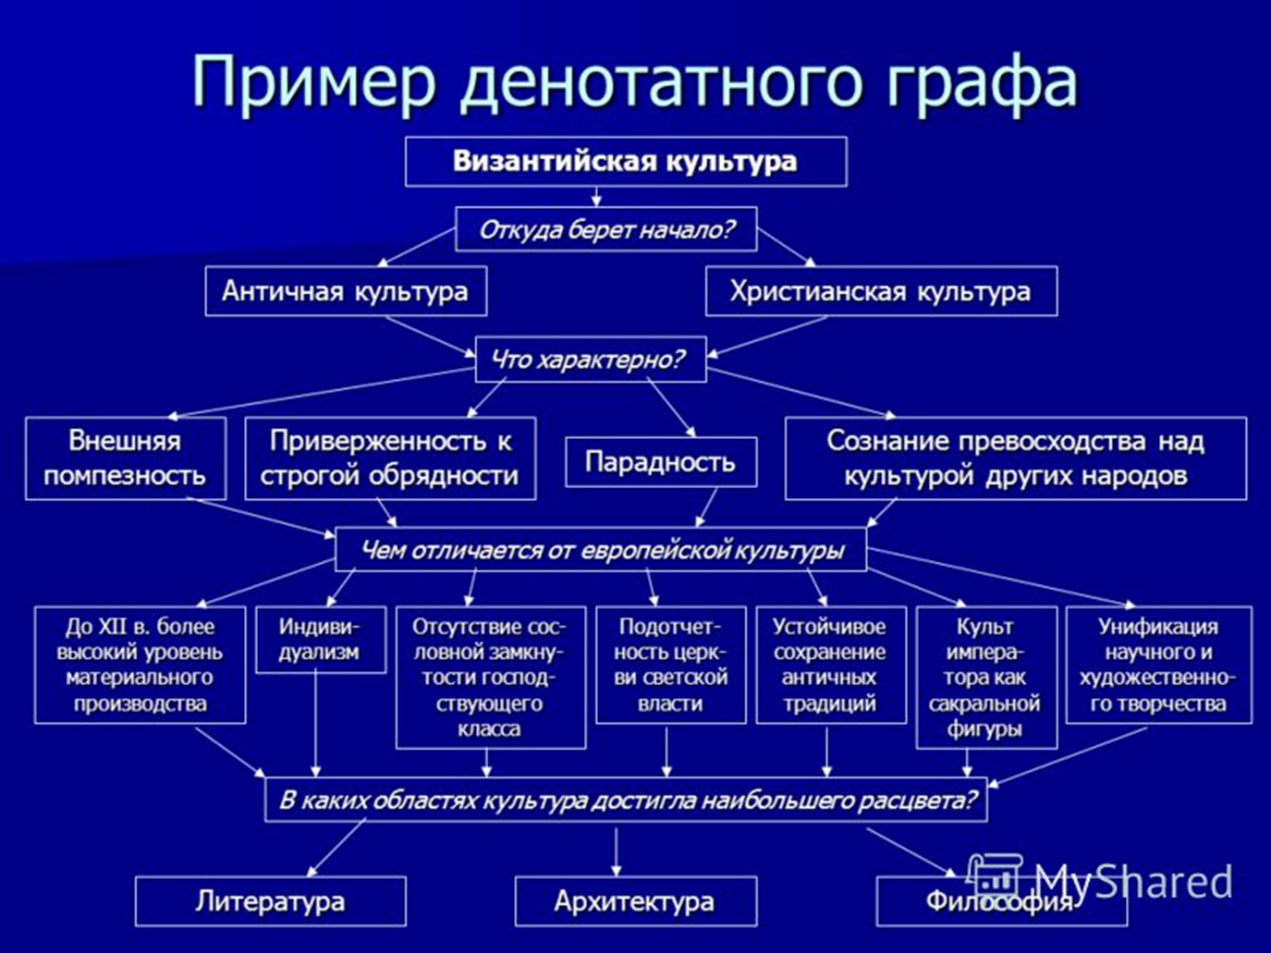 Пример денотатного графа
Византийская культура
Откуда берет начало?
Античная культура
Христианская культура
Что характерно?
Внешняя
помпезность
Приверженность к
строгой обрядности
Парадность
Сознание превосходства над
культурой других народов
Чем отличается от европейской культуры
До XII в. более
высокий уровень
материального
производства
Индиви-
дуализм
Отсутствие сос-
ловной замкну-
тости господ-
ствующего
класса
Подотчет-
ность церк-
ви светской
власти
Устойчивое
сохранение
античных
традиций
Культ
импера-
тора как
сакральной
фигуры
Унификация
научного и
художественно-
го творчества
В каких областях культура достигла наибольшего расцвета?
Литература
Архитектура
Философия
MyShared